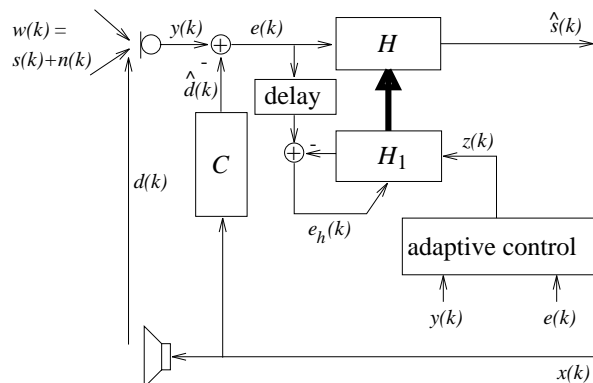 w(k) =
s(k)+n(k)
y(k)
e(k)
H
ŝ(k)
-
d̂(k)
delay
C
-
H₁
z(k)
d(k)
e_h(k)
adaptive control
y(k)
e(k)
x(k)